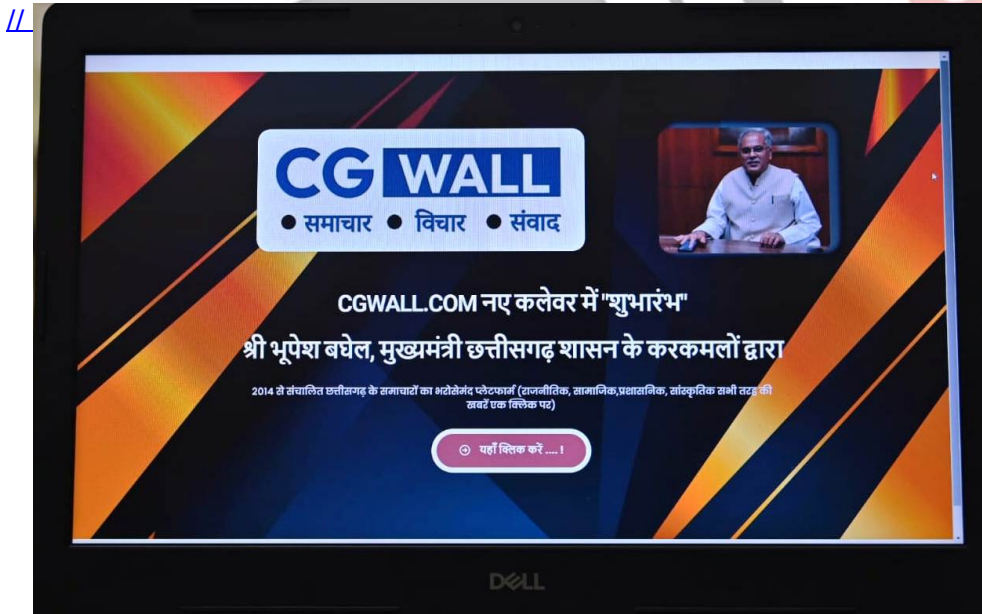 //
CG WALL
● समाचार ● विचार ● संवाद
CGWALL.COM नए कलेवर में "शुभारंभ"
श्री भूपेश बघेल, मुख्यमंत्री छत्तीसगढ़ शासन के करकमलों द्वारा
2014 से संचालित छत्तीसगढ़ के समाचारों का भरोसेमंद प्लेटफार्म (राजनीतिक, सामाजिक,प्रशासनिक, सांस्कृतिक सभी तरह की
खबरें एक क्लिक पर)
यहाँ क्लिक करें .... !
DELL